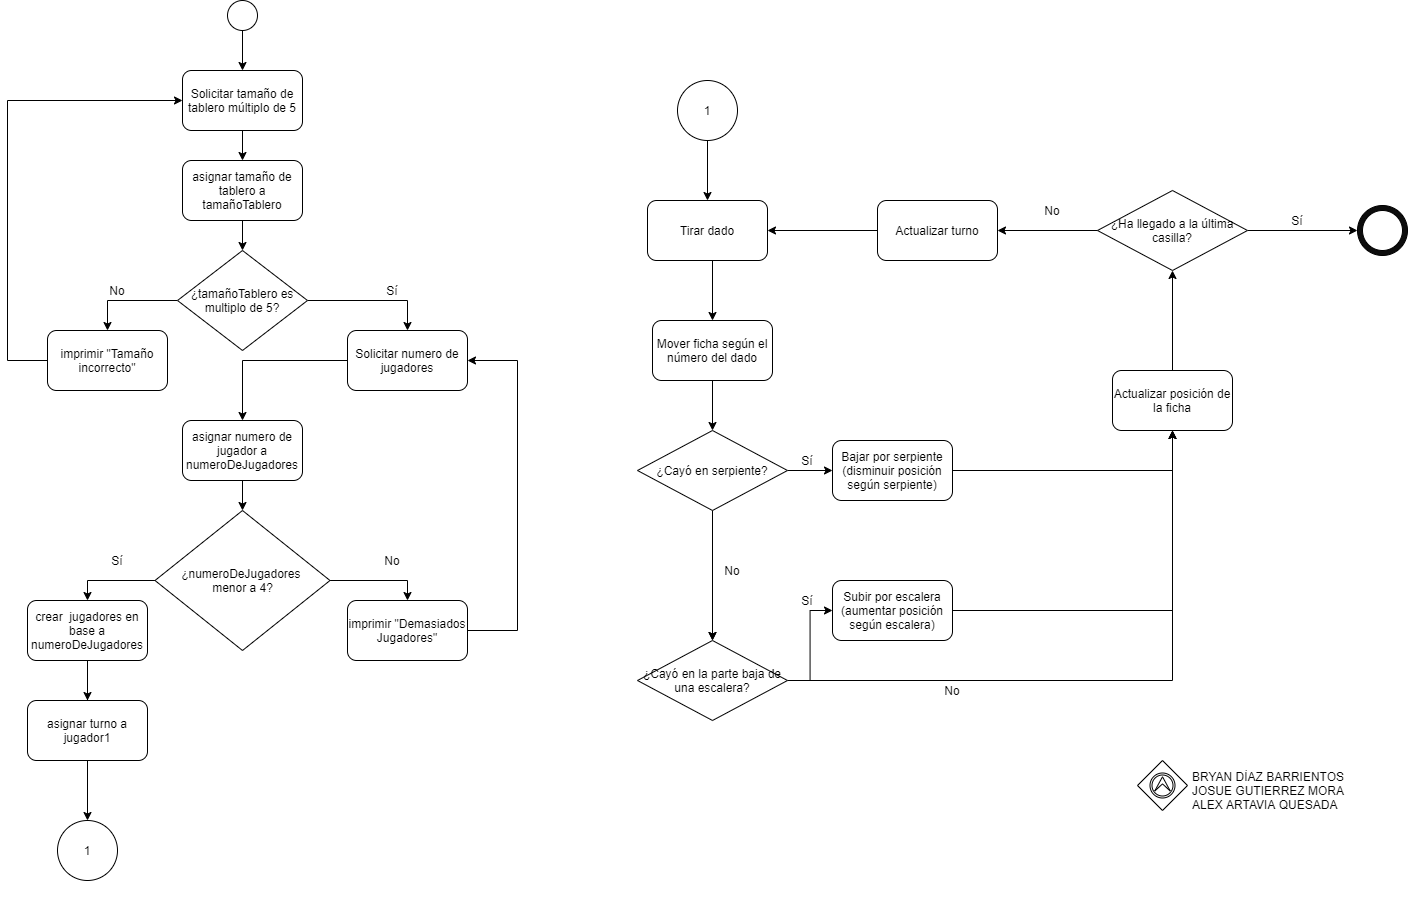 Solicitar tamaño de
tablero múltiplo de 5
asignar tamaño de
tablero a
tamañoTablero
¿tamañoTablero es
multiplo de 5?
No
Sí
imprimir "Tamaño
incorrecto"
Solicitar numero de
jugadores
asignar numero de
jugador a
numeroDeJugadores
¿numeroDeJugadores
menor a 4?
Sí
No
crear  jugadores en
base a
numeroDeJugadores
imprimir "Demasiados
Jugadores"
asignar turno a
jugador1
1
1
Tirar dado
Actualizar turno
No
¿Ha llegado a la última
casilla?
Sí
Mover ficha según el
número del dado
Actualizar posición de
la ficha
¿Cayó en serpiente?
Sí
Bajar por serpiente
(disminuir posición
según serpiente)
No
Sí
Subir por escalera
(aumentar posición
según escalera)
¿Cayó en la parte baja de
una escalera?
No
BRYAN DÍAZ BARRIENTOS
JOSUE GUTIERREZ MORA
ALEX ARTAVIA QUESADA